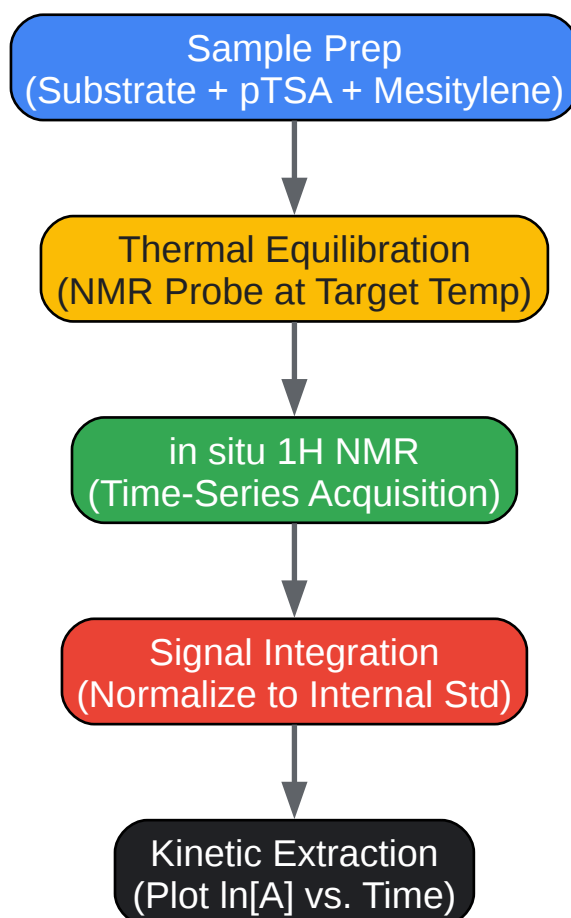 Sample Prep
(Substrate + pTSA + Mesitylene)
Thermal Equilibration
(NMR Probe at Target Temp)
in situ 1H NMR
(Time-Series Acquisition)
Signal Integration
(Normalize to Internal Std)
Kinetic Extraction
(Plot ln[A] vs. Time)